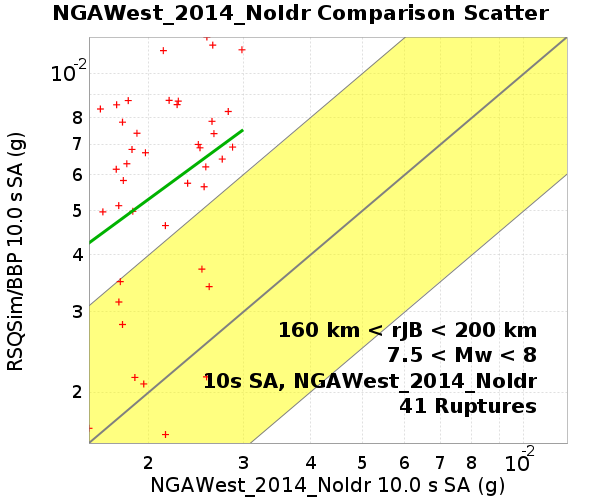 NGAWest_2014_NoIdr Comparison Scatter
RSQSim/BBP 10.0 s SA (g)
10-2
8
7
6
5
4
3
2
160 km < rJB < 200 km
7.5 < Mw < 8
10s SA, NGAWest_2014_NoIdr
41 Ruptures
2 3 4 5 6 7 8 10-2
NGAWest_2014_NoIdr 10.0 s SA (g)